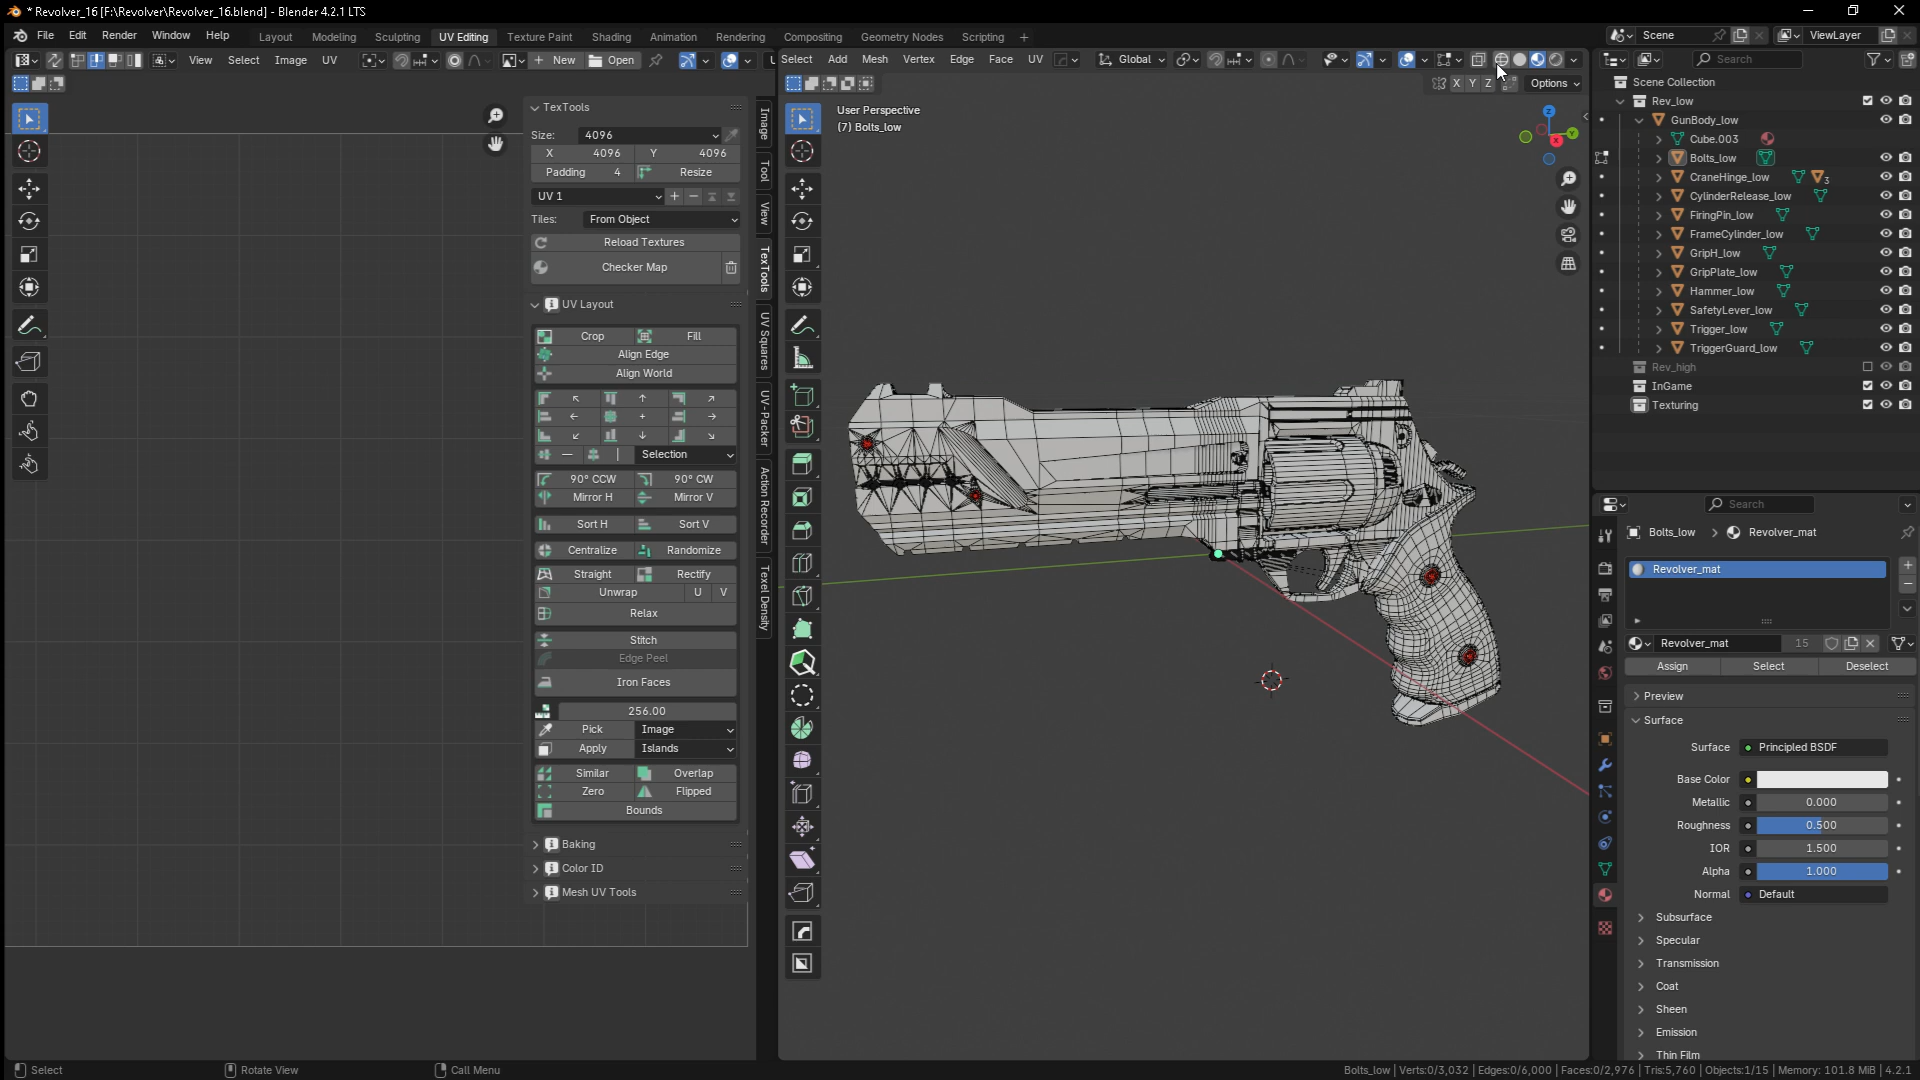 * Revolver_16 [F:\Revolver\Revolver_16.blend] - Blender 4.2.1 LTS
File Edit Render Window Help Layout Modeling Sculpting UV Editing Texture Paint Shading Animation Rendering Compositing Geometry Nodes Scripting + Scene ViewLayer
View Select Image UV New Open
Select Add Mesh Vertex Edge Face UV Global
Search
X Y Z Options
TexTools
Size: 4096
X 4096 Y 4096
Padding 4 Resize
UV 1
Tiles: From Object
Reload Textures
Checker Map
UV Layout
Crop Fill
Align Edge
Align World
Selection
90° CCW 90° CW
Mirror H Mirror V
Sort H Sort V
Centralize Randomize
Straight Rectify
Unwrap U V
Relax
Stitch
Edge Peel
Iron Faces
256.00
Pick Image
Apply Islands
Similar Overlap
Zero Flipped
Bounds
Baking
Color ID
Mesh UV Tools
Image
Tool
View
TexTools
UV Squares
UV-Packer
Action Recorder
Texel Density
User Perspective
(7) Bolts_low
Scene Collection
Rev_low
GunBody_low
Cube.003
Bolts_low
CraneHinge_low 3
CylinderRelease_low
FiringPin_low
FrameCylinder_low
GripH_low
GripPlate_low
Hammer_low
SafetyLever_low
Trigger_low
TriggerGuard_low
Rev_high
InGame
Texturing
Search
Bolts_low > Revolver_mat
Revolver_mat
Revolver_mat 15
Assign Select Deselect
Preview
Surface
Surface Principled BSDF
Base Color
Metallic 0.000
Roughness 0.500
IOR 1.500
Alpha 1.000
Normal Default
Subsurface
Specular
Transmission
Coat
Sheen
Emission
Thin Film
Select Rotate View Call Menu Bolts_low | Verts:0/3,032 | Edges:0/6,000 | Faces:0/2,976 | Tris:5,760 | Objects:1/15 | Memory: 101.8 MiB | 4.2.1